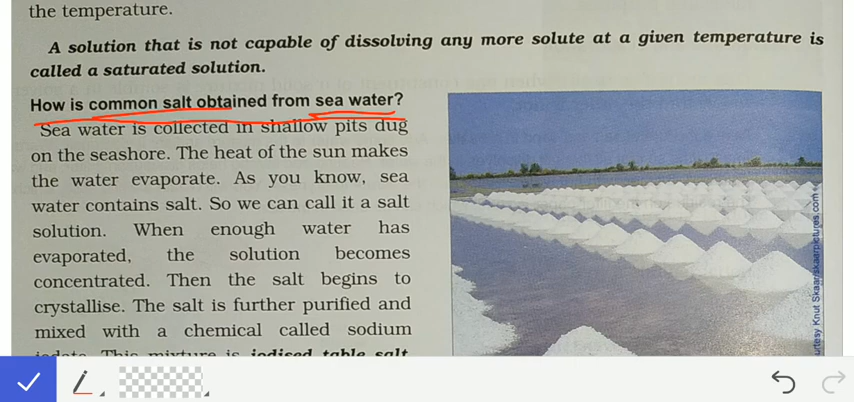 the temperature.
A solution that is not capable of dissolving any more solute at a given temperature is
called a saturated solution.
How is common salt obtained from sea water?
Sea water is collected in shallow pits dug
on the seashore. The heat of the sun makes
the water evaporate. As you know, sea
water contains salt. So we can call it a salt
solution. When enough water has
evaporated, the solution becomes
concentrated. Then the salt begins to
crystallise. The salt is further purified and
mixed with a chemical called sodium
iodate. This mixture is iodised table salt.
urtesy Knut Skaar/skaarpictures.com